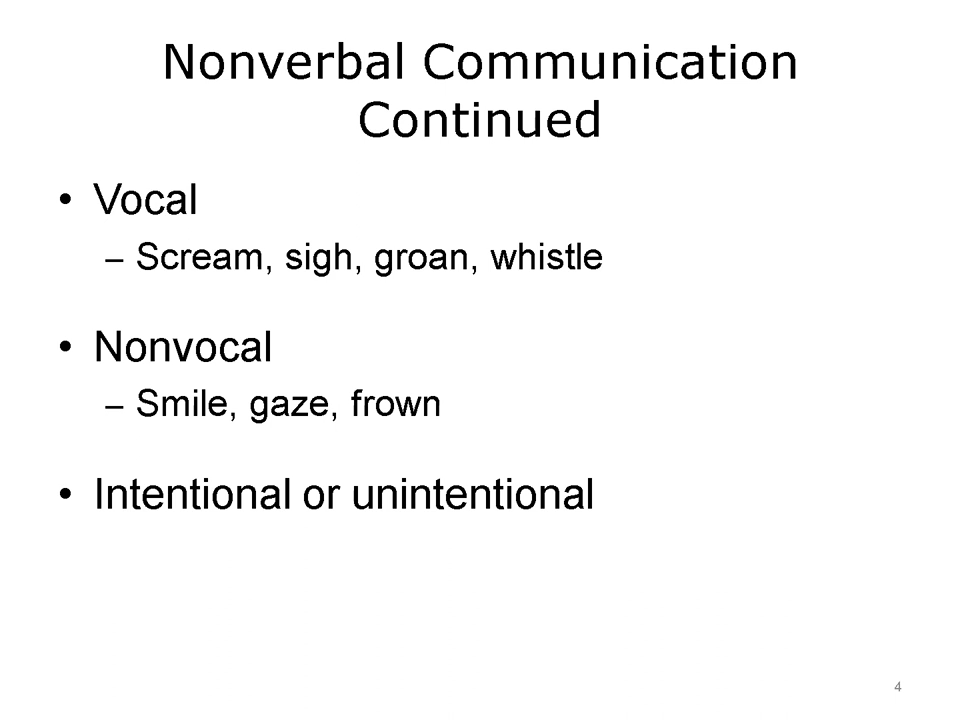 Nonverbal Communication
Continued
• Vocal
– Scream, sigh, groan, whistle
• Nonvocal
– Smile, gaze, frown
• Intentional or unintentional
4